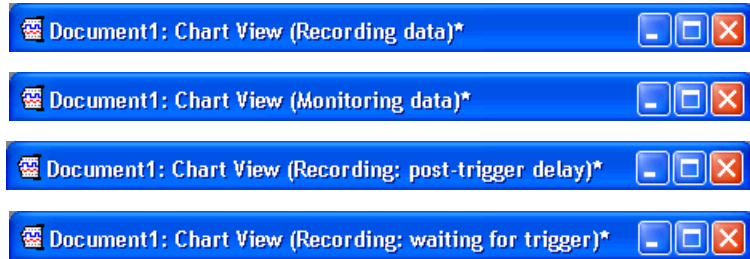 Document1: Chart View (Recording data)*
Document1: Chart View (Monitoring data)*
Document1: Chart View (Recording: post-trigger delay)*
Document1: Chart View (Recording: waiting for trigger)*